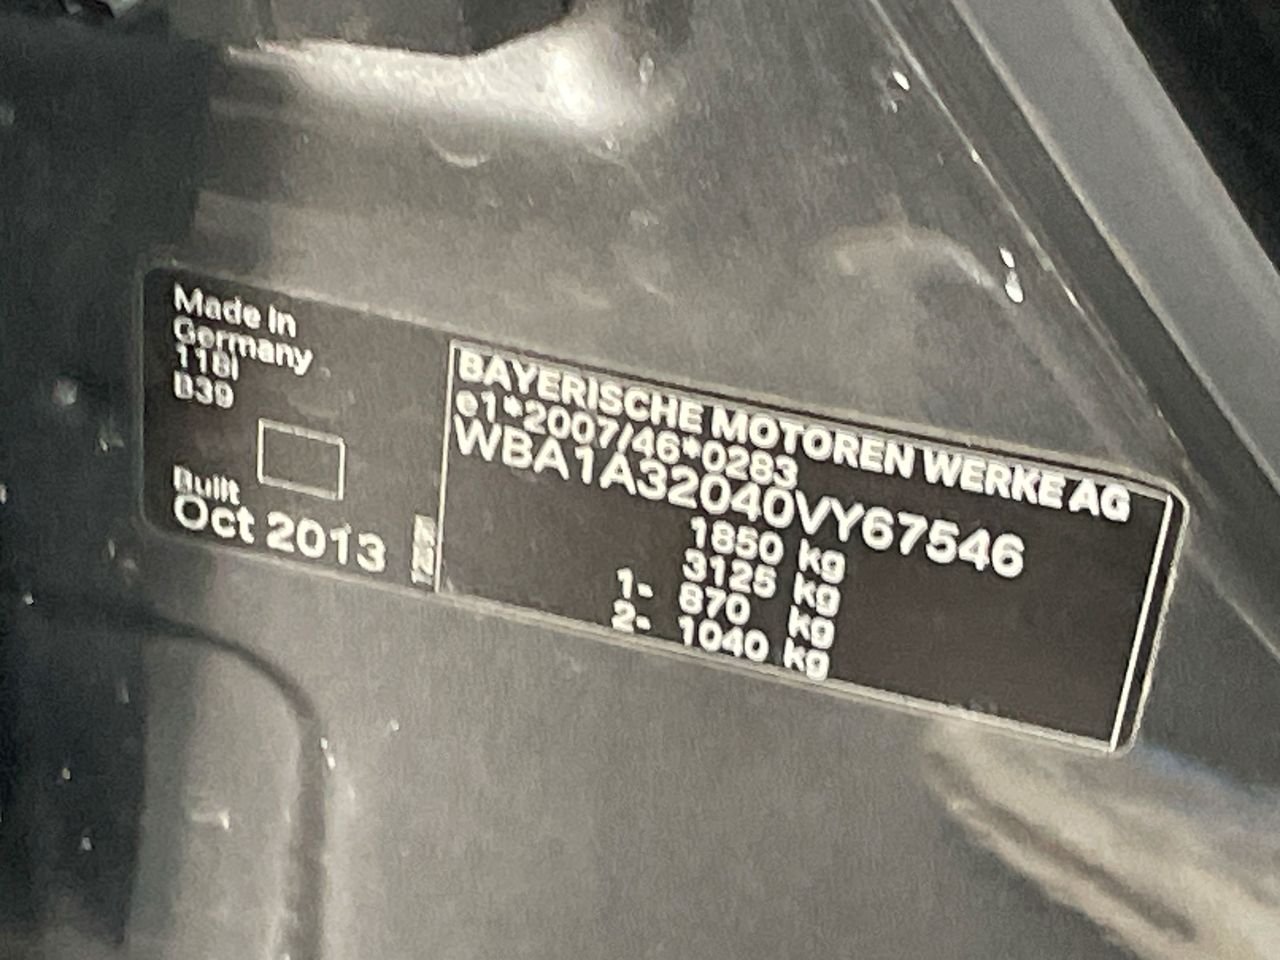 Made in
Germany
118i
B39
Built
Oct 2013
BAYERISCHE MOTOREN WERKE AG
e1*2007/46*0283
WBA1A32040VY67546
1850 kg
3125 kg
1- 870 kg
2- 1040 kg